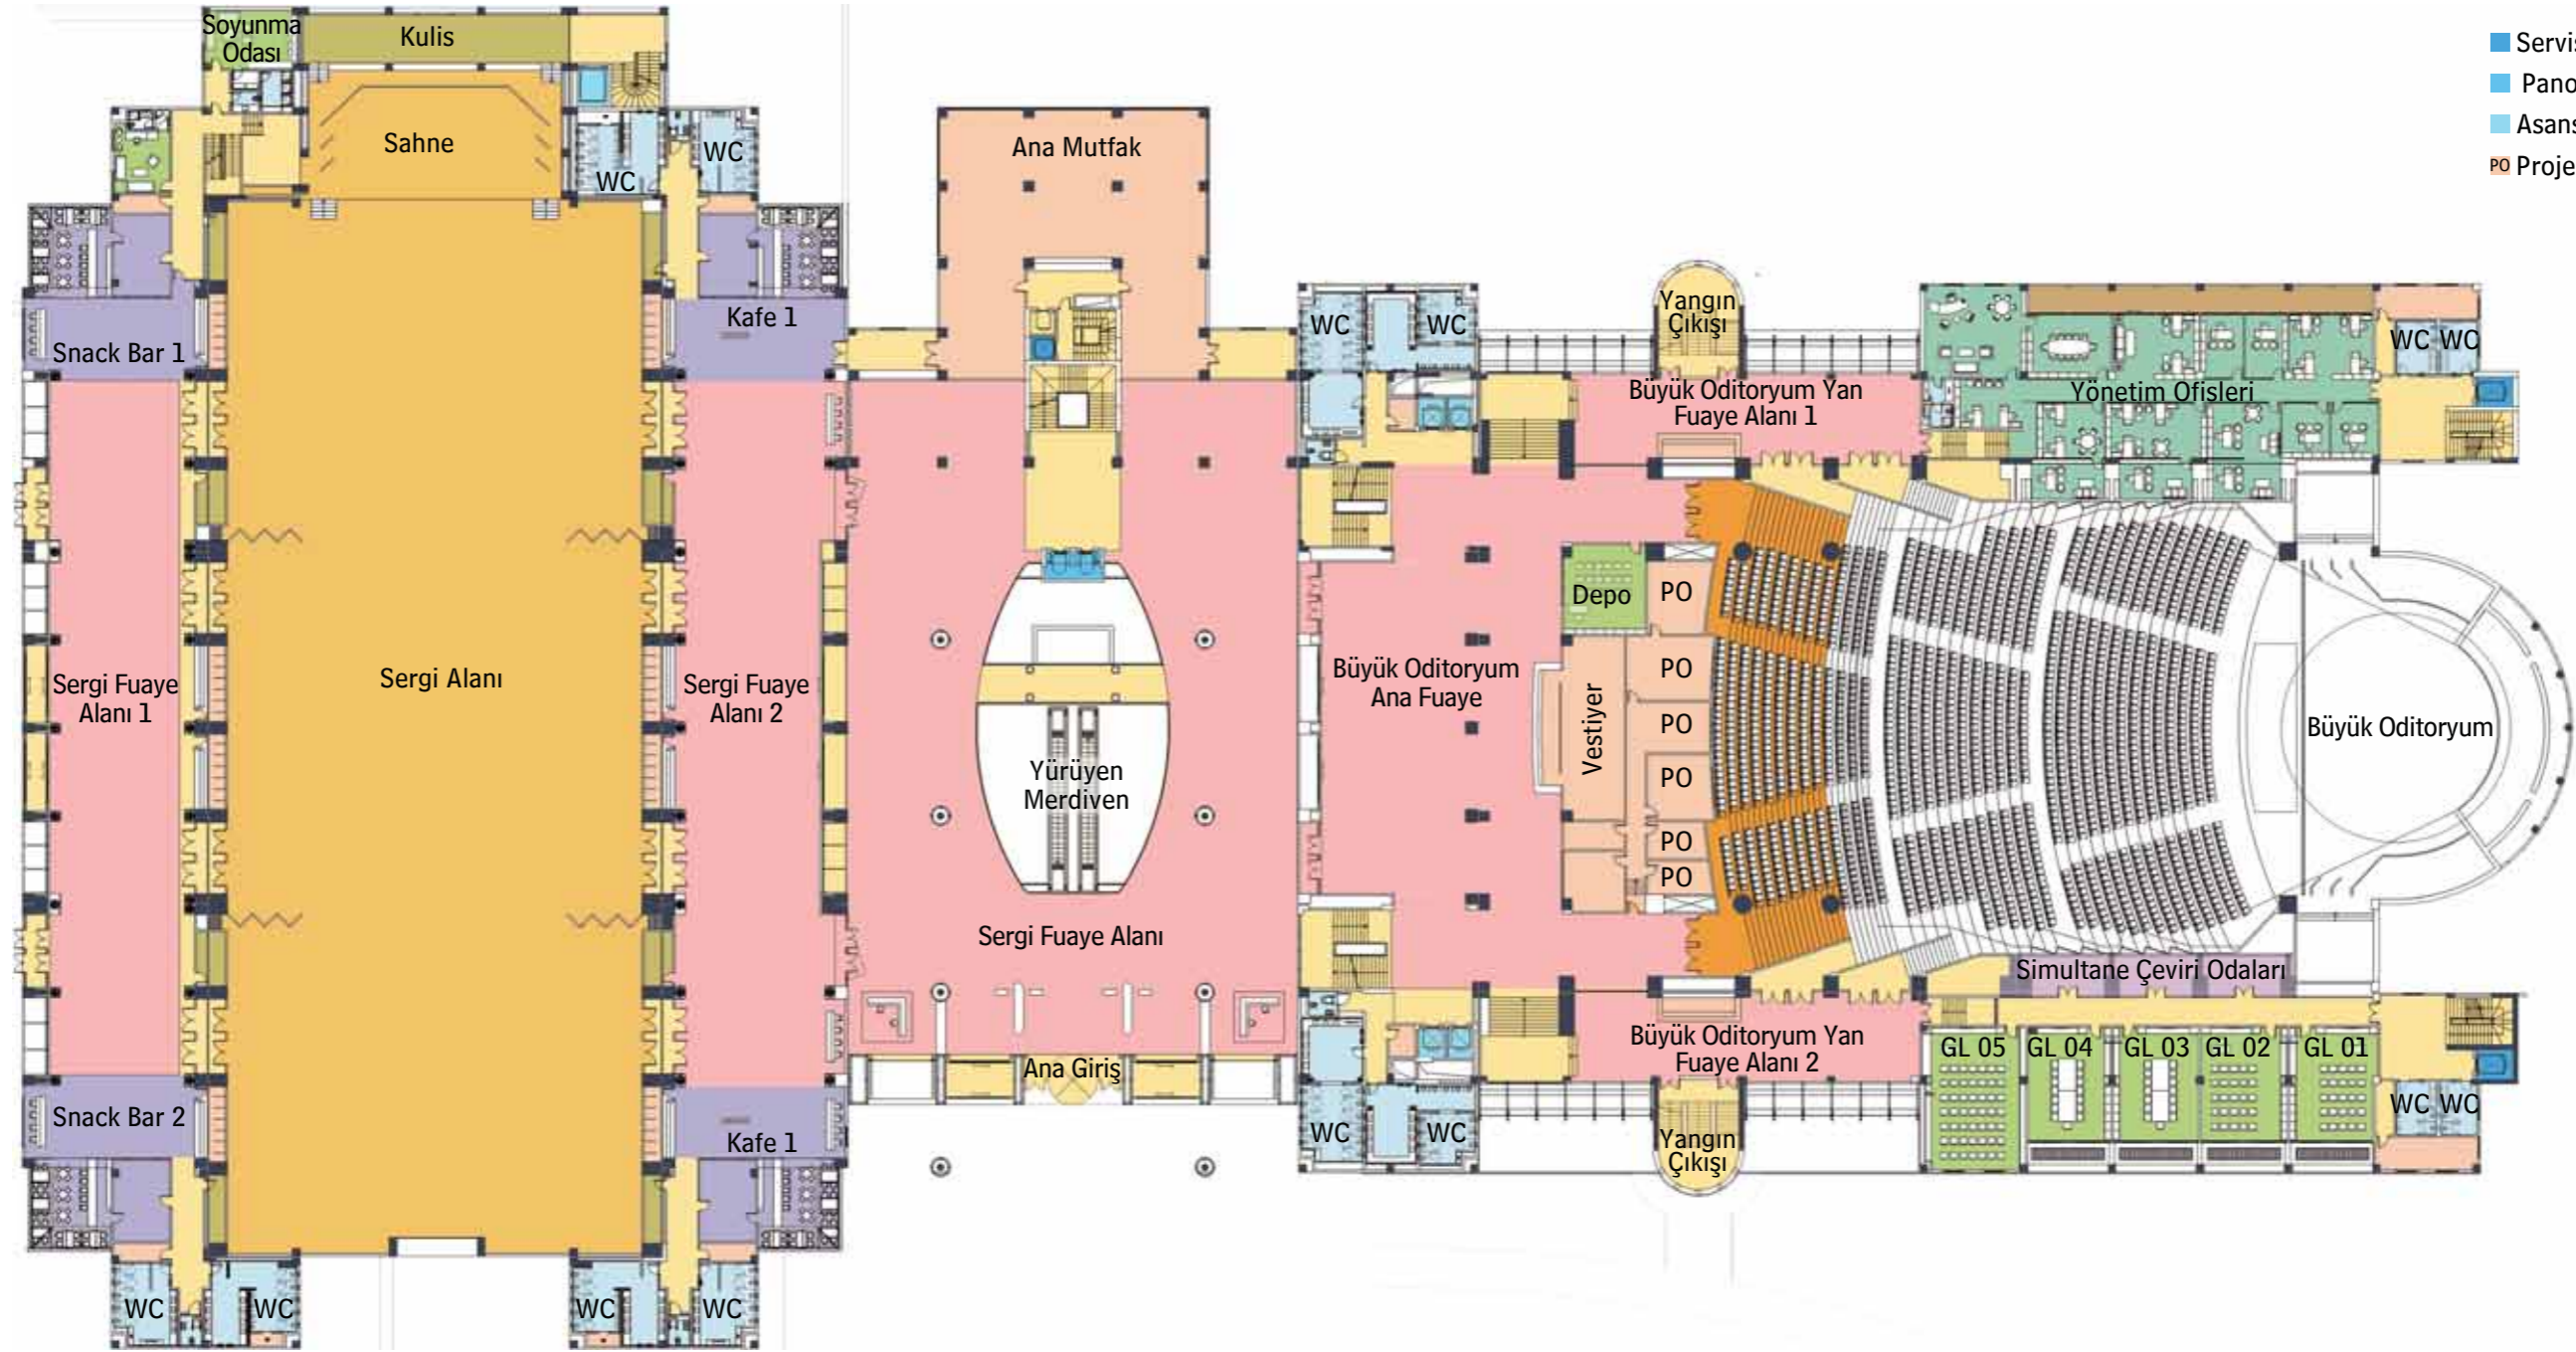 Soyunma
Odası
Kulis
Sahne
WC
WC
Ana Mutfak
PO
Snack Bar 1
Kafe 1
WC
WC
Yangın
Çıkışı
Büyük Oditoryum Yan
Fuaye Alanı 1
Yönetim Ofisleri
WC
WC
Sergi Fuaye
Alanı 1
Sergi Alanı
Sergi Fuaye
Alanı 2
Yürüyen
Merdiven
Sergi Fuaye Alanı
Büyük Oditoryum
Ana Fuaye
Depo
Vestiyer
PO
PO
PO
PO
PO
PO
Büyük Oditoryum
Simultane Çeviri Odaları
Snack Bar 2
Kafe 1
Ana Giriş
WC
WC
Büyük Oditoryum Yan
Fuaye Alanı 2
Yangın
Çıkışı
GL 05
GL 04
GL 03
GL 02
GL 01
WC
WC
WC
WC
WC
WC